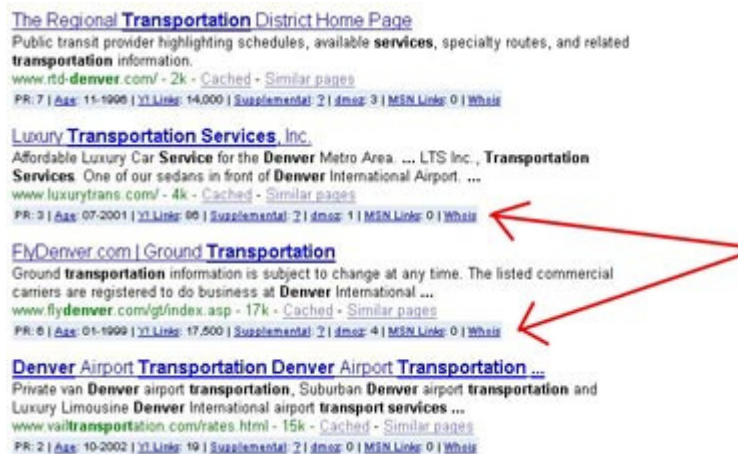 The Regional Transportation District Home Page
Public transit provider highlighting schedules, available services, specialty routes, and related
transportation information.
www.rtd-denver.com/ - 2k - Cached - Similar pages
PR: 7 | Age: 11-1996 | Y! Links: 14,000 | Supplemental: ? | dmoz: 3 | MSN Links: 0 | Whois
Luxury Transportation Services, Inc.
Affordable Luxury Car Service for the Denver Metro Area. ... LTS Inc., Transportation
Services. One of our sedans in front of Denver International Airport. ...
www.luxurytrans.com/ - 4k - Cached - Similar pages
PR: 3 | Age: 07-2001 | Y! Links: 86 | Supplemental: ? | dmoz: 1 | MSN Links: 0 | Whois
FlyDenver.com | Ground Transportation
Ground transportation information is subject to change at any time. The listed commercial
carriers are registered to do business at Denver International ...
www.flydenver.com/gt/index.asp - 17k - Cached - Similar pages
PR: 6 | Age: 01-1999 | Y! Links: 17,500 | Supplemental: ? | dmoz: 4 | MSN Links: 0 | Whois
Denver Airport Transportation Denver Airport Transportation ...
Private van Denver airport transportation, Suburban Denver airport transportation and
Luxury Limousine Denver International airport transport services ...
www.vailtransportation.com/rates.html - 15k - Cached - Similar pages
PR: 2 | Age: 10-2002 | Y! Links: 19 | Supplemental: ? | dmoz: 0 | MSN Links: 0 | Whois